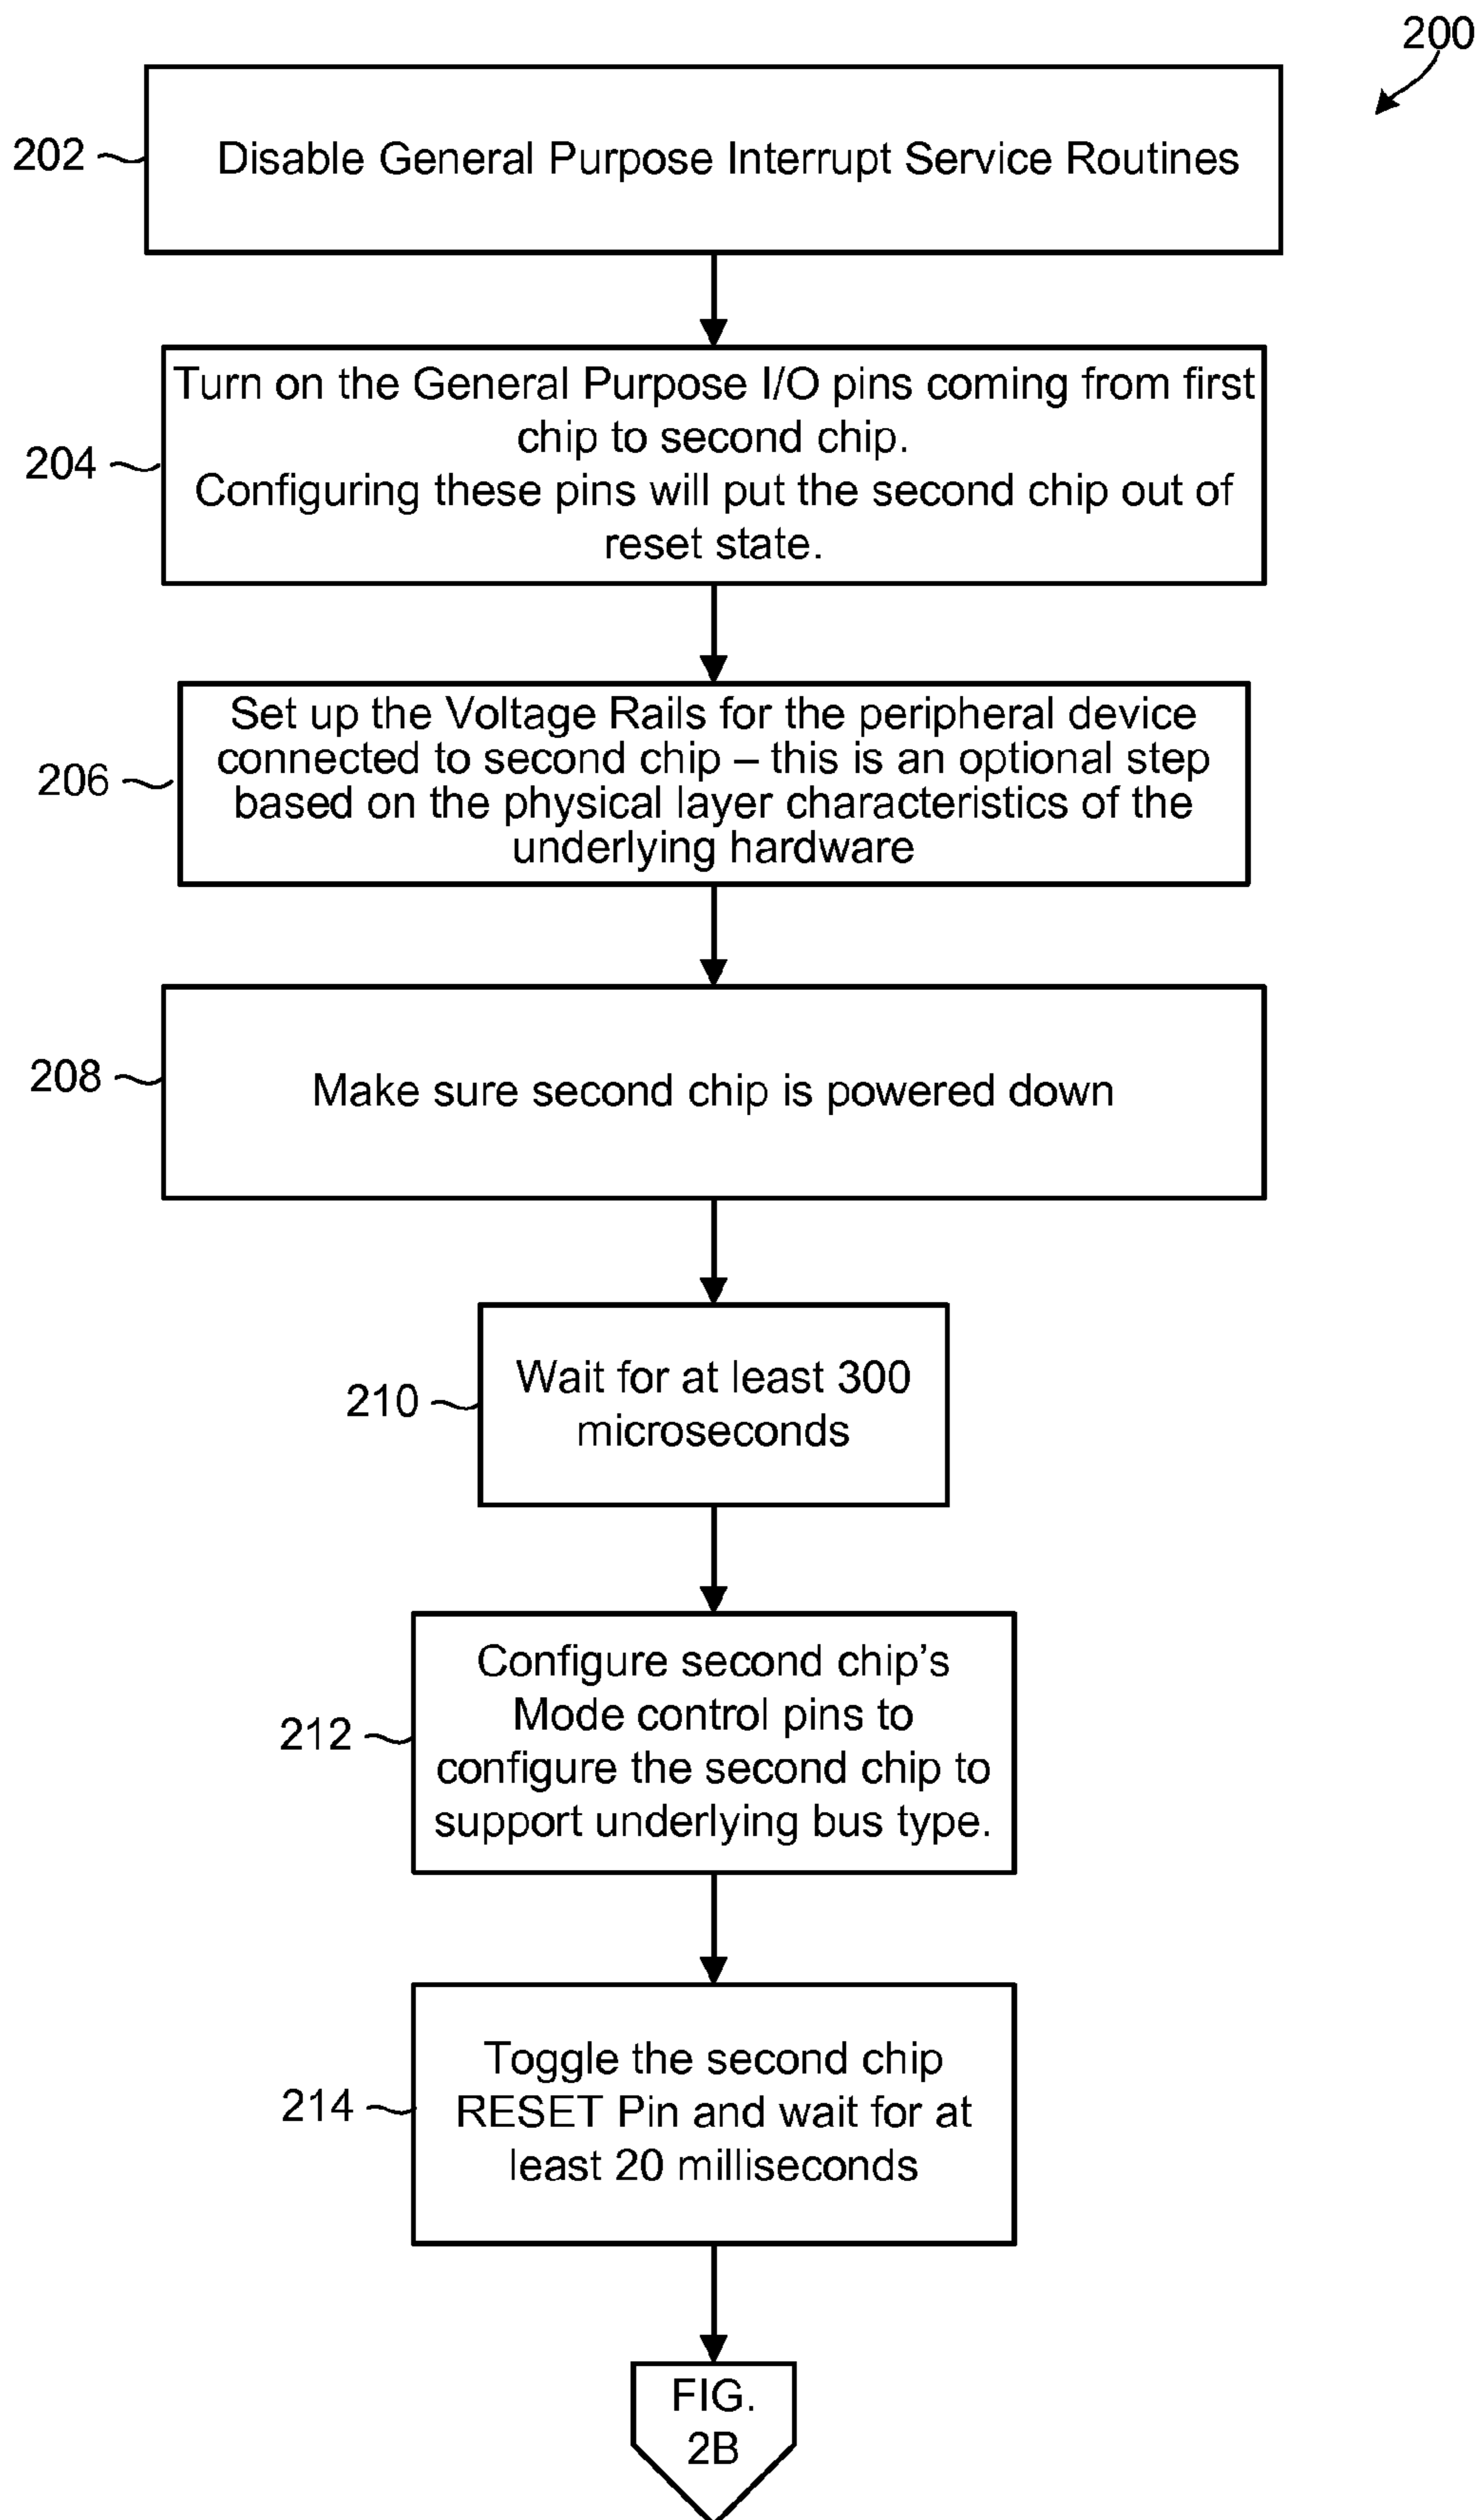 200
202
Disable General Purpose Interrupt Service Routines
204
Turn on the General Purpose I/O pins coming from first
chip to second chip.
Configuring these pins will put the second chip out of
reset state.
206
Set up the Voltage Rails for the peripheral device
connected to second chip – this is an optional step
based on the physical layer characteristics of the
underlying hardware
208
Make sure second chip is powered down
210
Wait for at least 300
microseconds
212
Configure second chip's
Mode control pins to
configure the second chip to
support underlying bus type.
214
Toggle the second chip
RESET Pin and wait for at
least 20 milliseconds
FIG.
2B